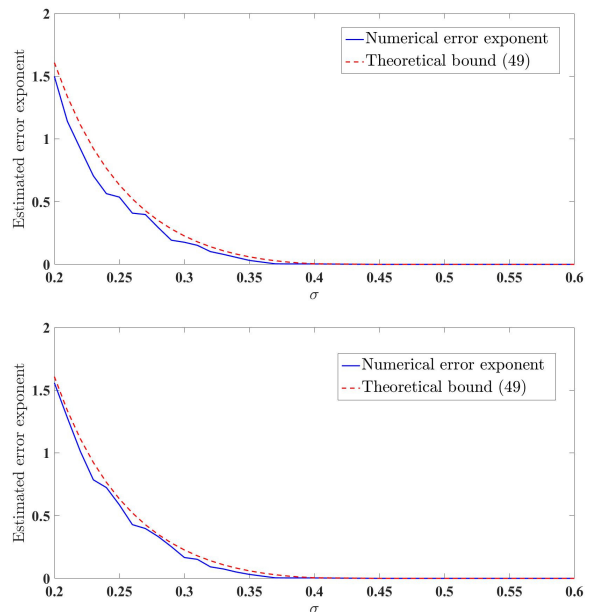 2
1.5
1
0.5
0
Estimated error exponent
Numerical error exponent
Theoretical bound (49)
0.2 0.25 0.3 0.35 0.4 0.45 0.5 0.55 0.6
σ
2
1.5
1
0.5
0
Estimated error exponent
Numerical error exponent
Theoretical bound (49)
0.2 0.25 0.3 0.35 0.4 0.45 0.5 0.55 0.6
σ